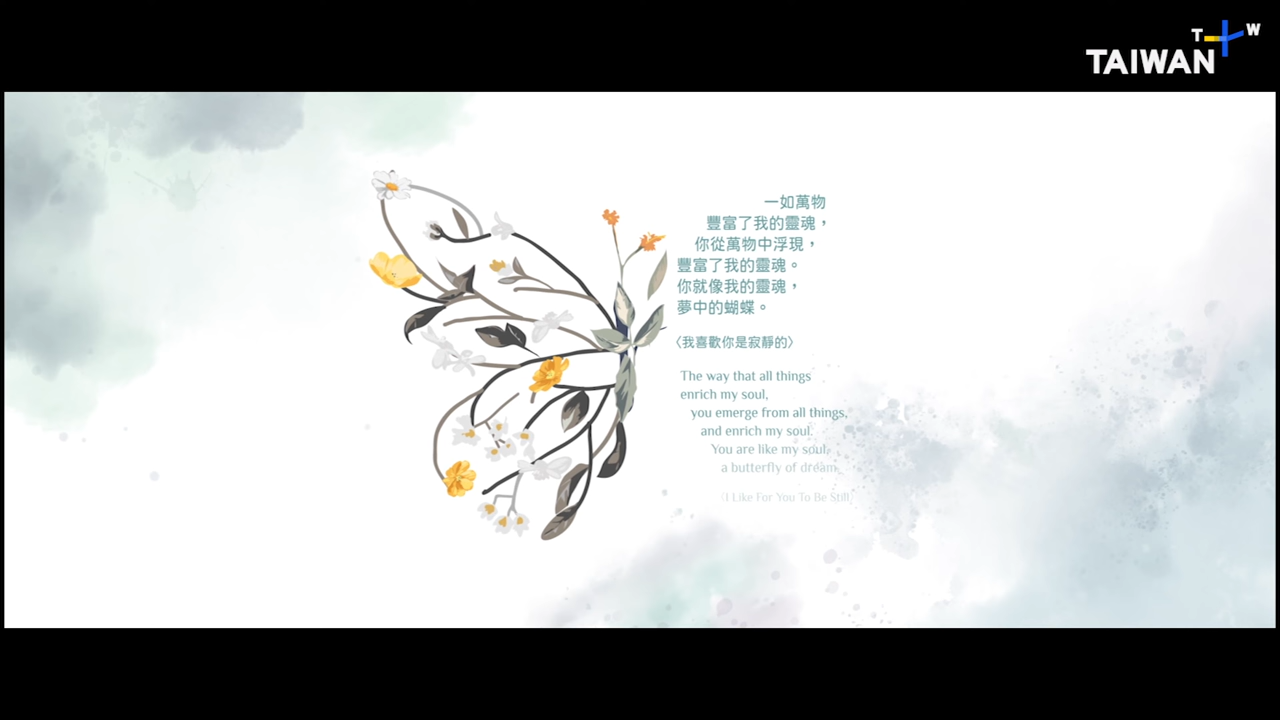 T W
TAIWAN
一如萬物
豐富了我的靈魂，
你從萬物中浮現，
豐富了我的靈魂。
你就像我的靈魂，
夢中的蝴蝶。
〈我喜歡你是寂靜的〉
The way that all things
enrich my soul,
you emerge from all things,
and enrich my soul.
You are like my soul,
a butterfly of dream
〈I Like For You To Be Still